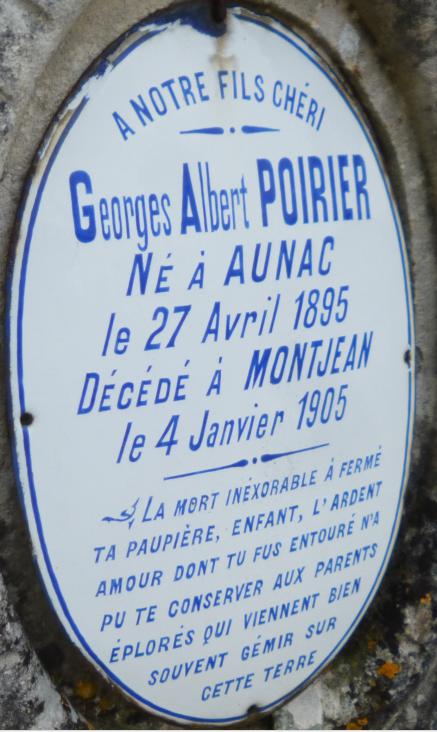 A NOTRE FILS CHÉRI
Georges Albert POIRIER
NÉ À AUNAC
le 27 Avril 1895
DÉCÉDÉ À MONTJEAN
le 4 Janvier 1905
LA MORT INÉXORABLE À FERMÉ
TA PAUPIÈRE, ENFANT, L'ARDENT
AMOUR DONT TU FUS ENTOURÉ N'A
PU TE CONSERVER AUX PARENTS
ÉPLORÉS QUI VIENNENT BIEN
SOUVENT GÉMIR SUR
CETTE TERRE